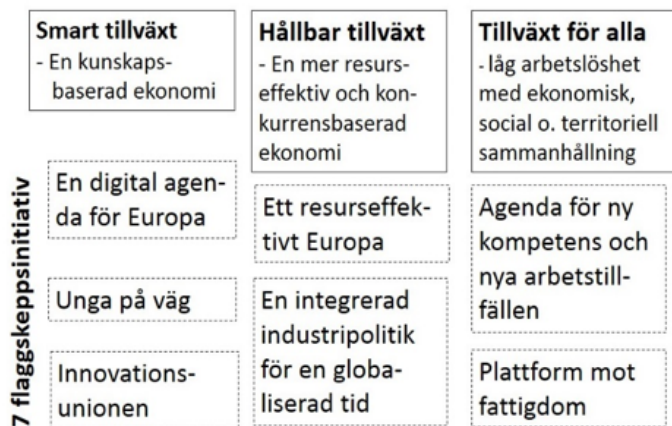 Smart tillväxt
- En kunskaps-
baserad ekonomi
Hållbar tillväxt
- En mer resurs-
effektiv och kon-
kurrensbaserad
ekonomi
Tillväxt för alla
- låg arbetslöshet
med ekonomisk,
social o. territoriell
sammanhållning
7 flaggskeppsinitiativ
En digital agen-
da för Europa
Unga på väg
Innovations-
unionen
Ett resurseffek-
tivt Europa
En integrerad
industripolitik
för en globa-
liserad tid
Agenda för ny
kompetens och
nya arbetstill-
fällen
Plattform mot
fattigdom